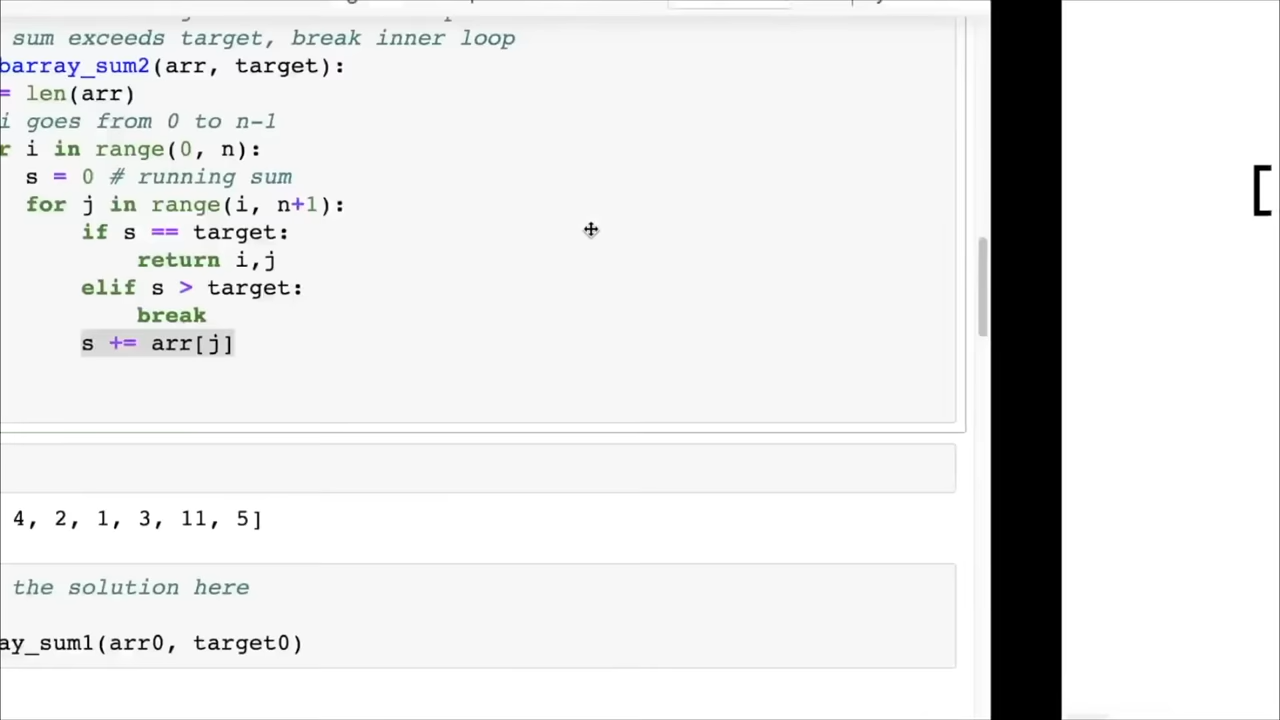 sum exceeds target, break inner loop
barray_sum2(arr, target):
= len(arr)
i goes from 0 to n-1
r i in range(0, n):
s = 0 # running sum
for j in range(i, n+1):
if s == target:
return i,j
elif s > target:
break
s += arr[j]
4, 2, 1, 3, 11, 5]
the solution here
ay_sum1(arr0, target0)
[